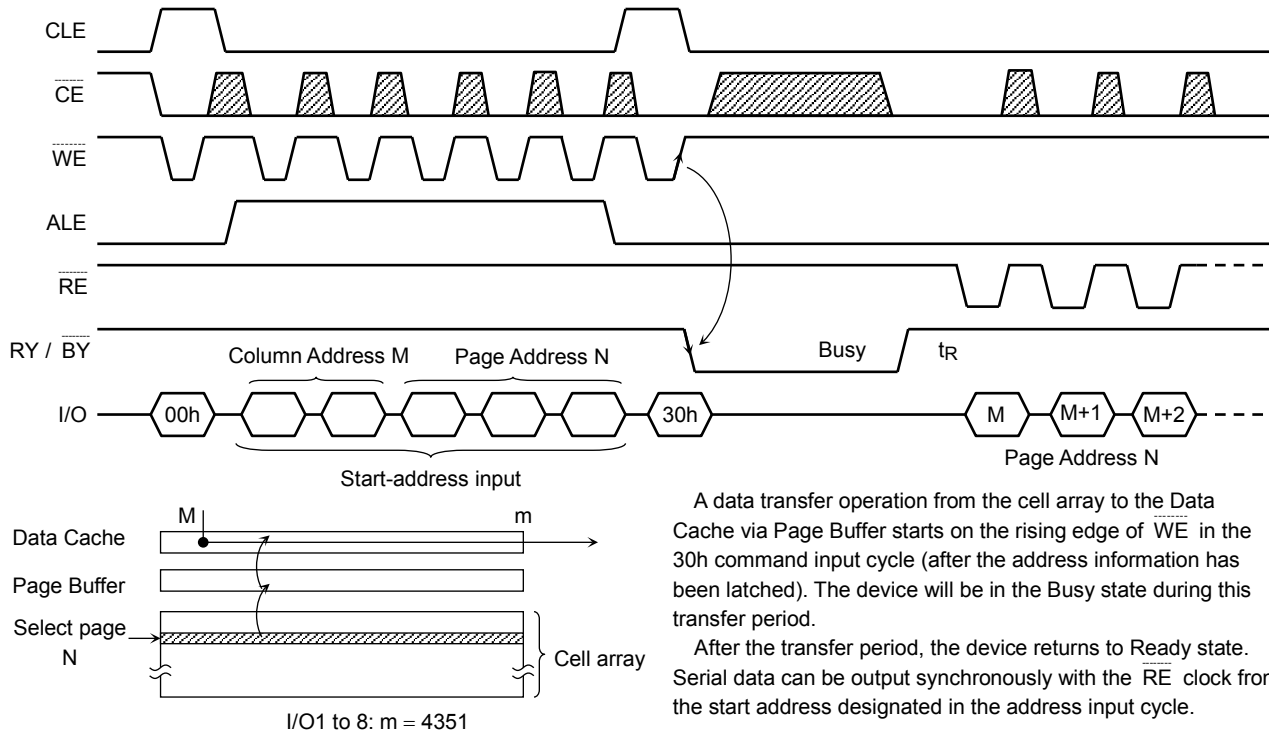 CLE
CE
WE
ALE
RE
RY / BY
Busy
tR
Column Address M
Page Address N
I/O
00h
30h
M
M+1
M+2
Start-address input
Page Address N
M
m
Data Cache
Page Buffer
Select page
N
Cell array
I/O1 to 8: m = 4351
A data transfer operation from the cell array to the Data
Cache via Page Buffer starts on the rising edge of WE in the
30h command input cycle (after the address information has
been latched). The device will be in the Busy state during this
transfer period.
After the transfer period, the device returns to Ready state.
Serial data can be output synchronously with the RE clock from
the start address designated in the address input cycle.